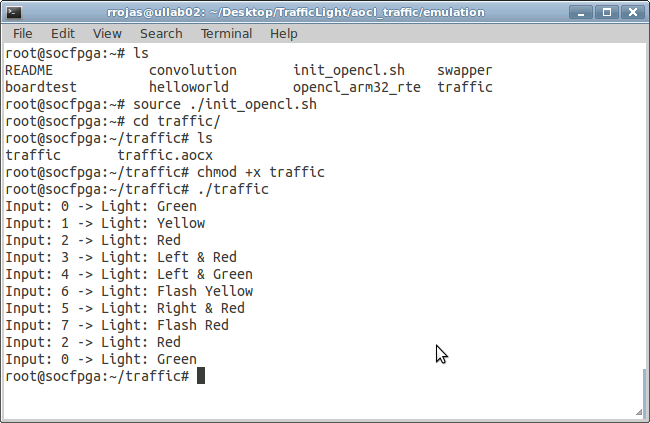 rrojas@ullab02: ~/Desktop/TrafficLight/aocl_traffic/emulation
File Edit View Search Terminal Help
root@socfpga:~# ls
README            convolution       init_opencl.sh    swapper
boardtest         helloworld        opencl_arm32_rte  traffic
root@socfpga:~# source ./init_opencl.sh
root@socfpga:~# cd traffic/
root@socfpga:~/traffic# ls
traffic       traffic.aocx
root@socfpga:~/traffic# chmod +x traffic
root@socfpga:~/traffic# ./traffic
Input: 0 -> Light: Green
Input: 1 -> Light: Yellow
Input: 2 -> Light: Red
Input: 3 -> Light: Left & Red
Input: 4 -> Light: Left & Green
Input: 6 -> Light: Flash Yellow
Input: 5 -> Light: Right & Red
Input: 7 -> Light: Flash Red
Input: 2 -> Light: Red
Input: 0 -> Light: Green
root@socfpga:~/traffic#